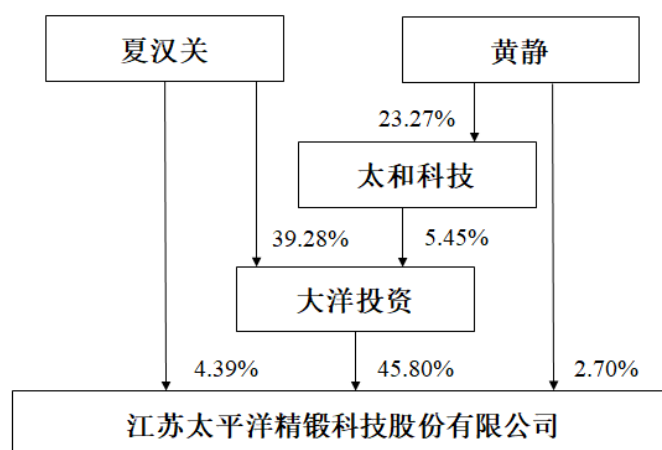 夏汉关
黄静
23.27%
太和科技
39.28%
5.45%
大洋投资
4.39%
45.80%
2.70%
江苏太平洋精锻科技股份有限公司